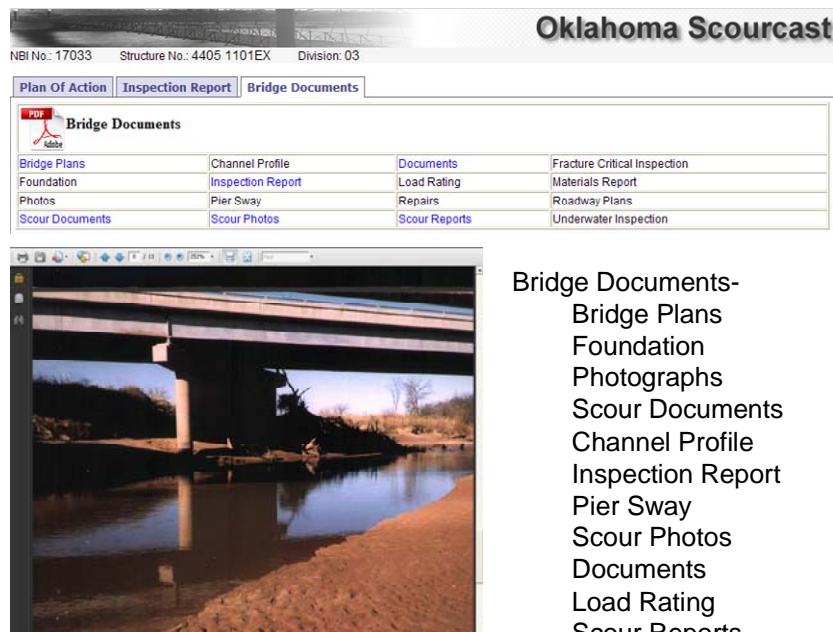 Oklahoma Scourcast
NBI No.: 17033 Structure No.: 4405 1101EX Division: 03
Plan Of Action Inspection Report Bridge Documents
PDF Adobe Bridge Documents
Bridge Plans Channel Profile Documents Fracture Critical Inspection
Foundation Inspection Report Load Rating Materials Report
Photos Pier Sway Repairs Roadway Plans
Scour Documents Scour Photos Scour Reports Underwater Inspection
Bridge Documents-
Bridge Plans
Foundation
Photographs
Scour Documents
Channel Profile
Inspection Report
Pier Sway
Scour Photos
Documents
Load Rating
Scour Reports